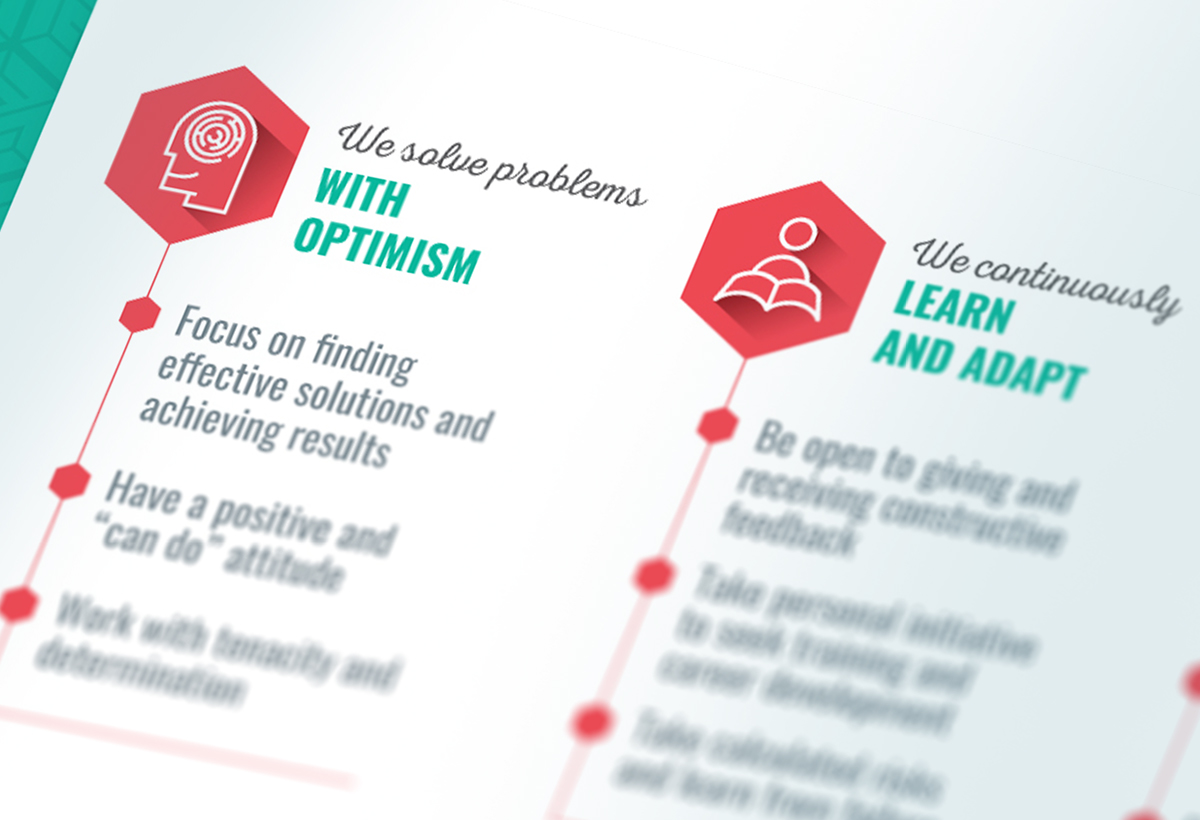 We solve problems
WITH
OPTIMISM
Focus on finding
effective solutions and
achieving results
Have a positive and
“can do” attitude
Work with tenacity and
determination
We continuously
LEARN
AND ADAPT
Be open to giving and
receiving constructive
feedback
Take personal initiative
to seek training and
career development
Take calculated risks
and learn from